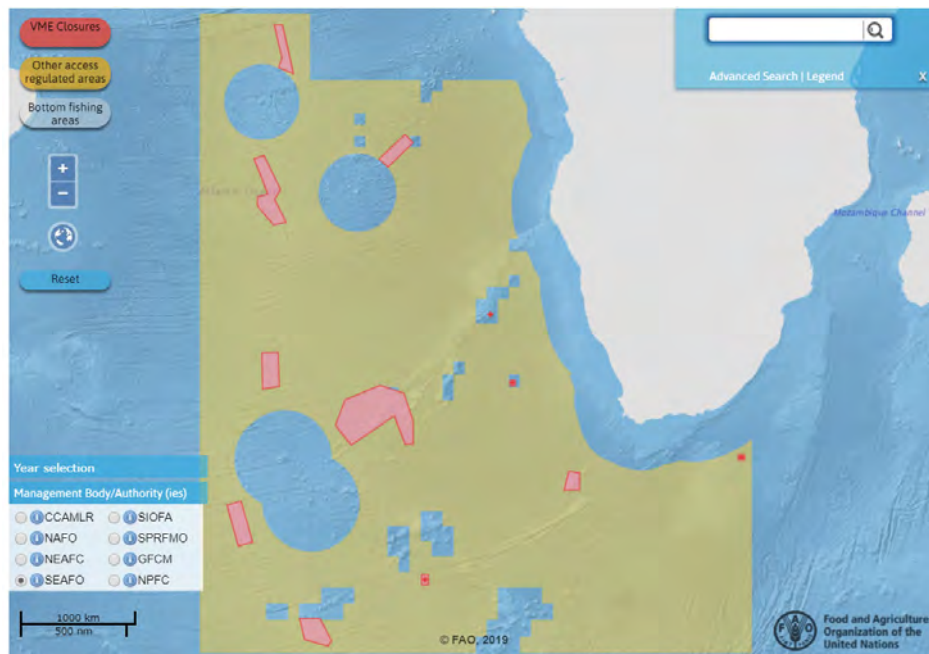 VME Closures
Other access
regulated areas
Bottom fishing
areas
+
−
Reset
Advanced Search | Legend
X
Mozambique Channel
Year selection
Management Body/Authority (ies)
CCAMLR
SIOFA
NAFO
SPRFMO
NEAFC
GFCM
SEAFO
NPFC
1000 km
500 nm
© FAO, 2019
FAO
Food and Agriculture
Organization of the
United Nations